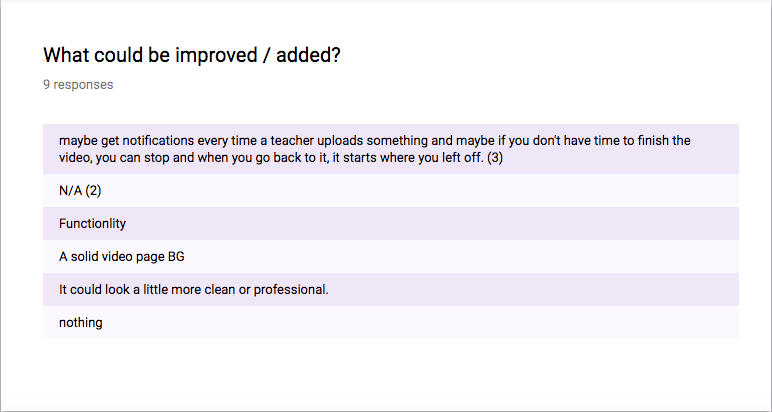 What could be improved / added?
9 responses
maybe get notifications every time a teacher uploads something and maybe if you don't have time to finish the
video, you can stop and when you go back to it, it starts where you left off. (3)
N/A (2)
Functionlity
A solid video page BG
It could look a little more clean or professional.
nothing